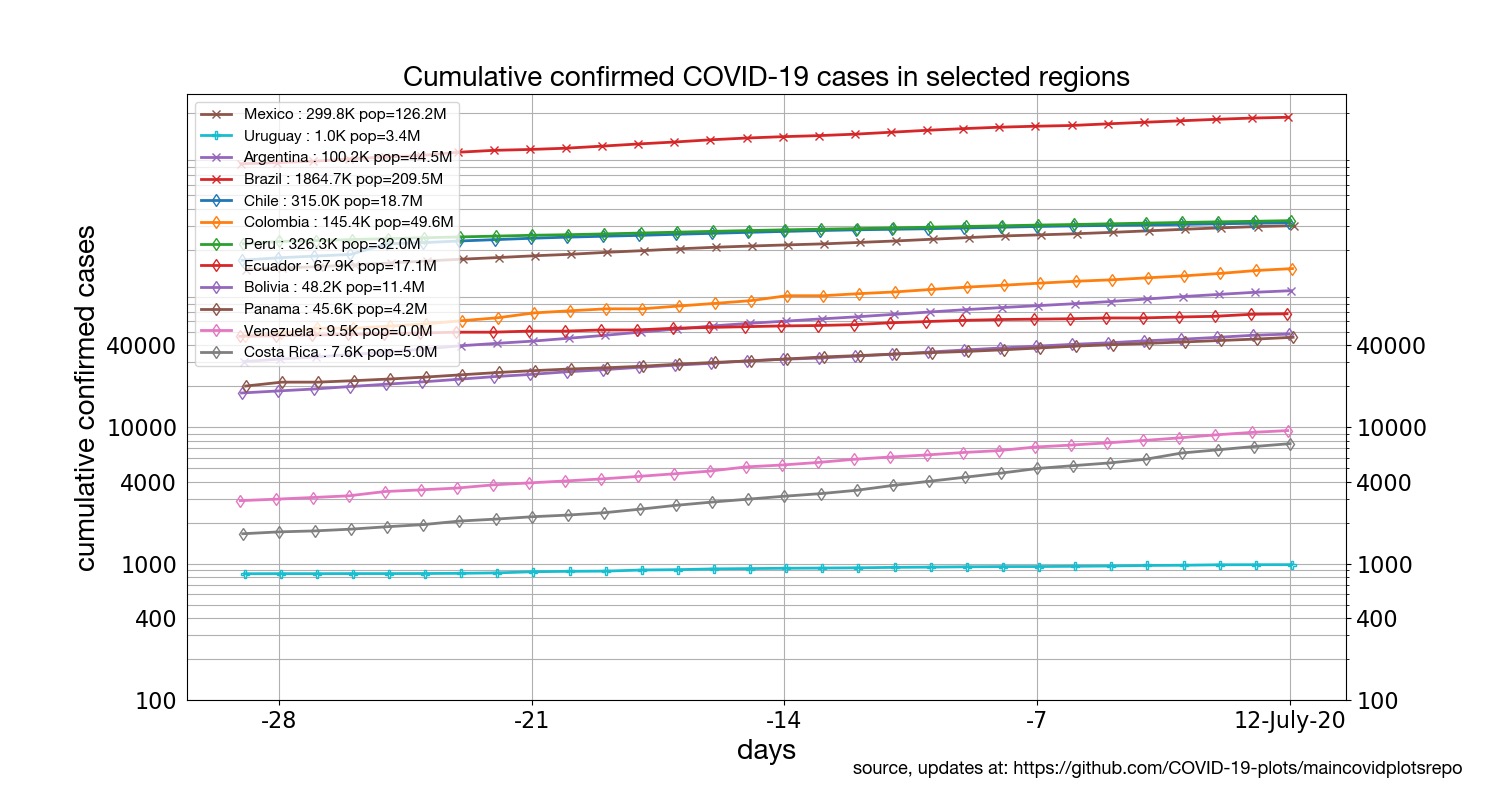 Cumulative confirmed COVID-19 cases in selected regions
Mexico : 299.8K pop=126.2M
Uruguay : 1.0K pop=3.4M
Argentina : 100.2K pop=44.5M
Brazil : 1864.7K pop=209.5M
Chile : 315.0K pop=18.7M
Colombia : 145.4K pop=49.6M
Peru : 326.3K pop=32.0M
Ecuador : 67.9K pop=17.1M
Bolivia : 48.2K pop=11.4M
Panama : 45.6K pop=4.2M
Venezuela : 9.5K pop=0.0M
Costa Rica : 7.6K pop=5.0M
cumulative confirmed cases
40000
10000
4000
1000
400
100
40000
10000
4000
1000
400
100
-28 -21 -14 -7 12-July-20
days
source, updates at: https://github.com/COVID-19-plots/maincovidplotsrepo